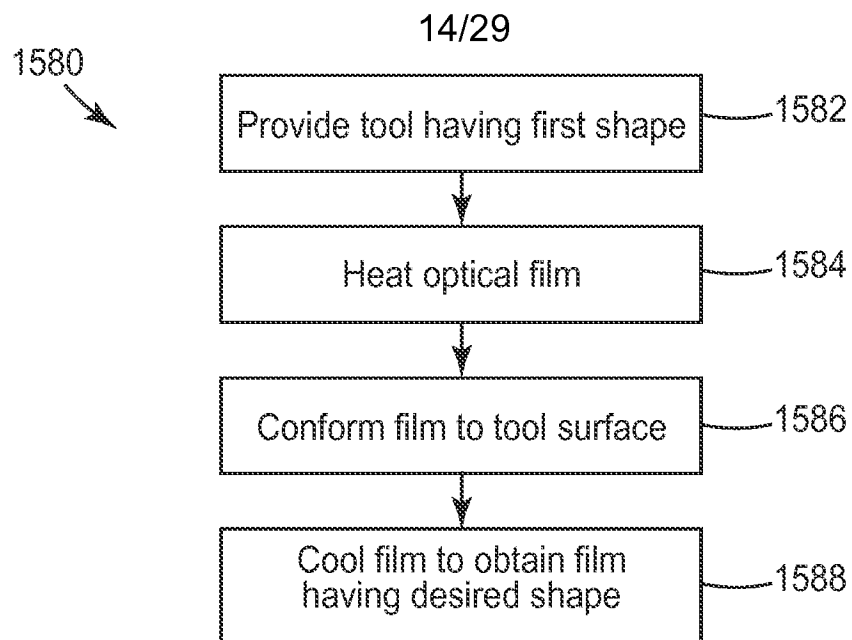 14/29
1580
Provide tool having first shape
1582
Heat optical film
1584
Conform film to tool surface
1586
Cool film to obtain film
having desired shape
1588